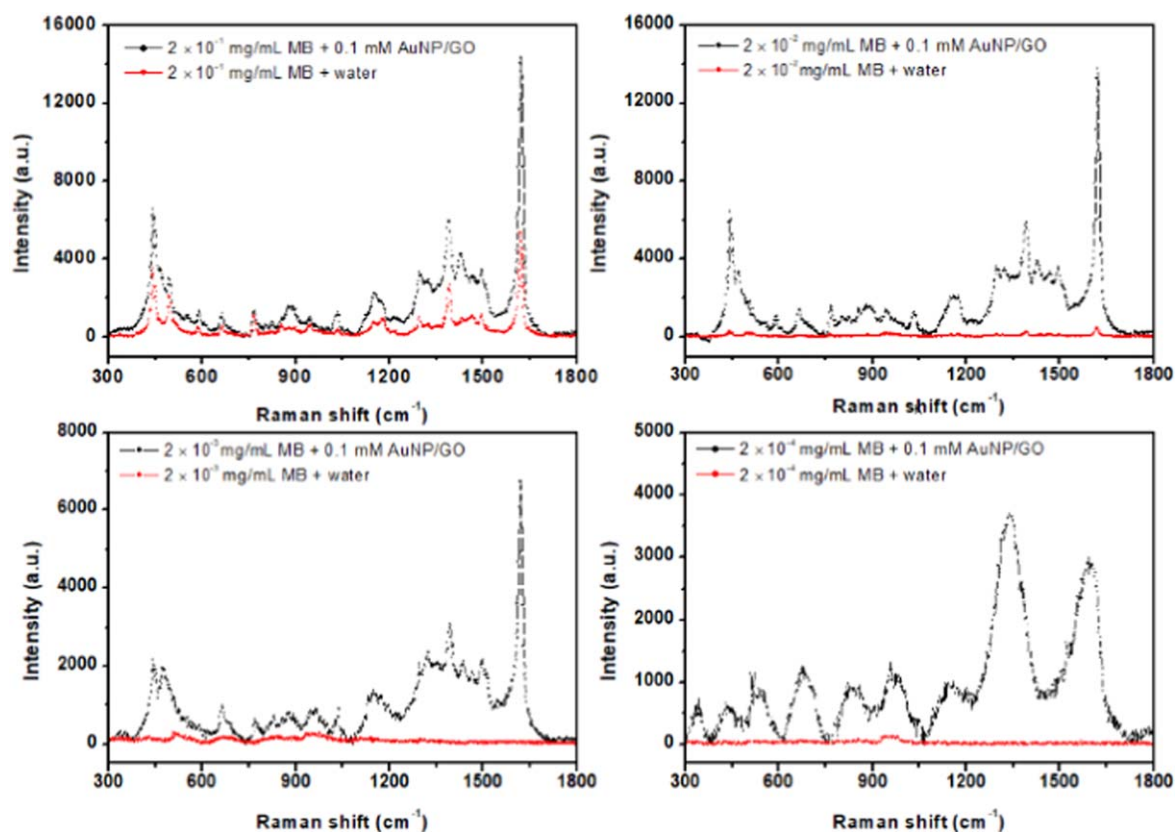 16000
12000
8000
4000
0
Intensity (a.u.)
2 × 10⁻¹ mg/mL MB + 0.1 mM AuNP/GO
2 × 10⁻¹ mg/mL MB + water
300 600 900 1200 1500 1800
Raman shift (cm⁻¹)
16000
12000
8000
4000
0
Intensity (a.u.)
2 × 10⁻² mg/mL MB + 0.1 mM AuNP/GO
2 × 10⁻² mg/mL MB + water
300 600 900 1200 1500 1800
Raman shift (cm⁻¹)
8000
6000
4000
2000
0
Intensity (a.u.)
2 × 10⁻³ mg/mL MB + 0.1 mM AuNP/GO
2 × 10⁻³ mg/mL MB + water
300 600 900 1200 1500 1800
Raman shift (cm⁻¹)
5000
4000
3000
2000
1000
0
Intensity (a.u.)
2 × 10⁻⁴ mg/mL MB + 0.1 mM AuNP/GO
2 × 10⁻⁴ mg/mL MB + water
300 600 900 1200 1500 1800
Raman shift (cm⁻¹)